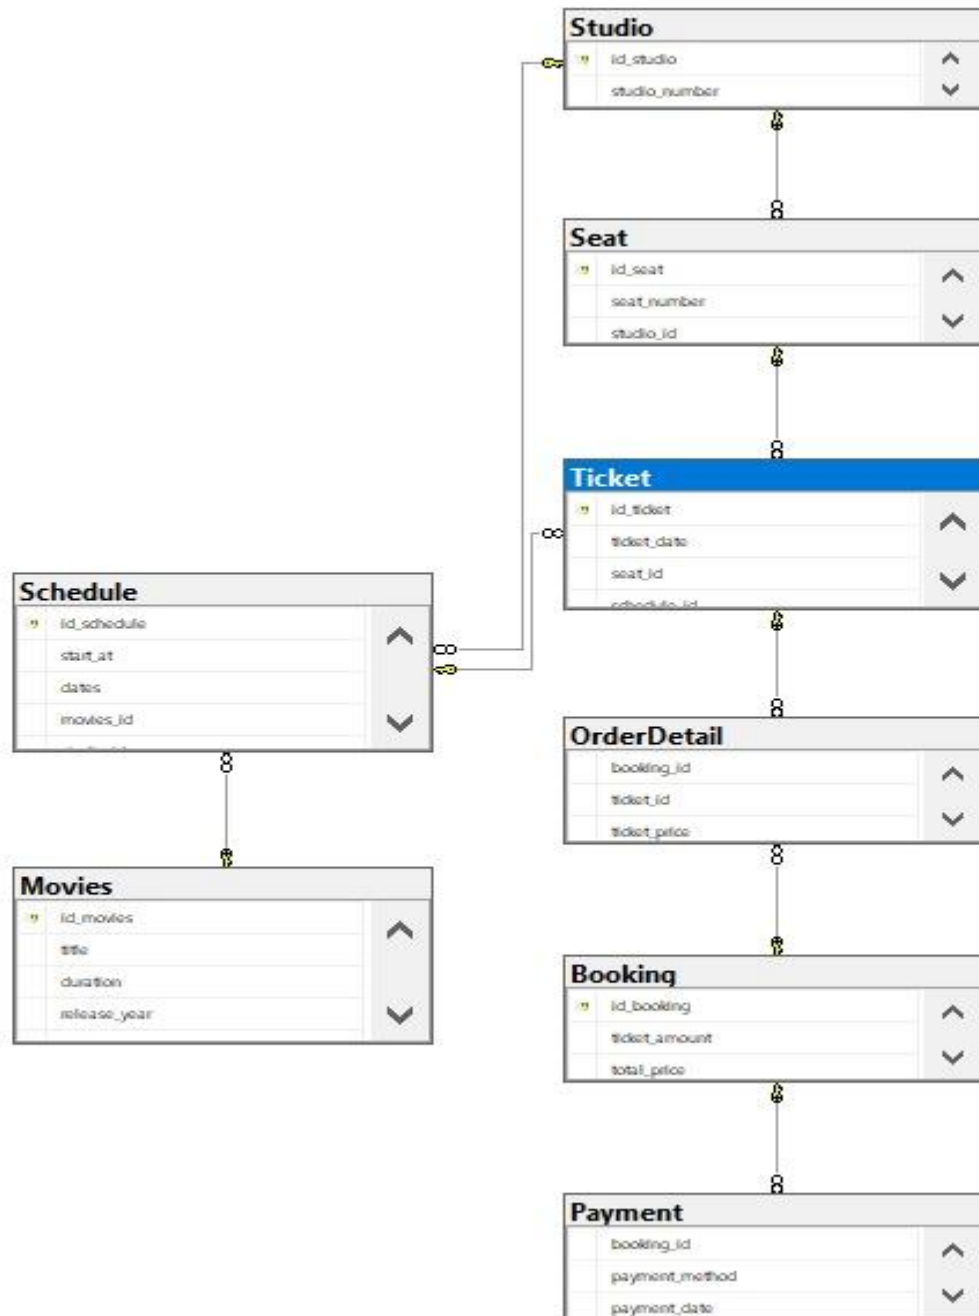 Studio
id_studio
studio_number
Seat
id_seat
seat_number
studio_id
Ticket
id_ticket
ticket_date
seat_id
schedule_id
Schedule
id_schedule
start_at
dates
movies_id
OrderDetail
booking_id
ticket_id
ticket_price
Movies
id_movies
title
duration
release_year
Booking
id_booking
ticket_amount
total_price
Payment
booking_id
payment_method
payment_date